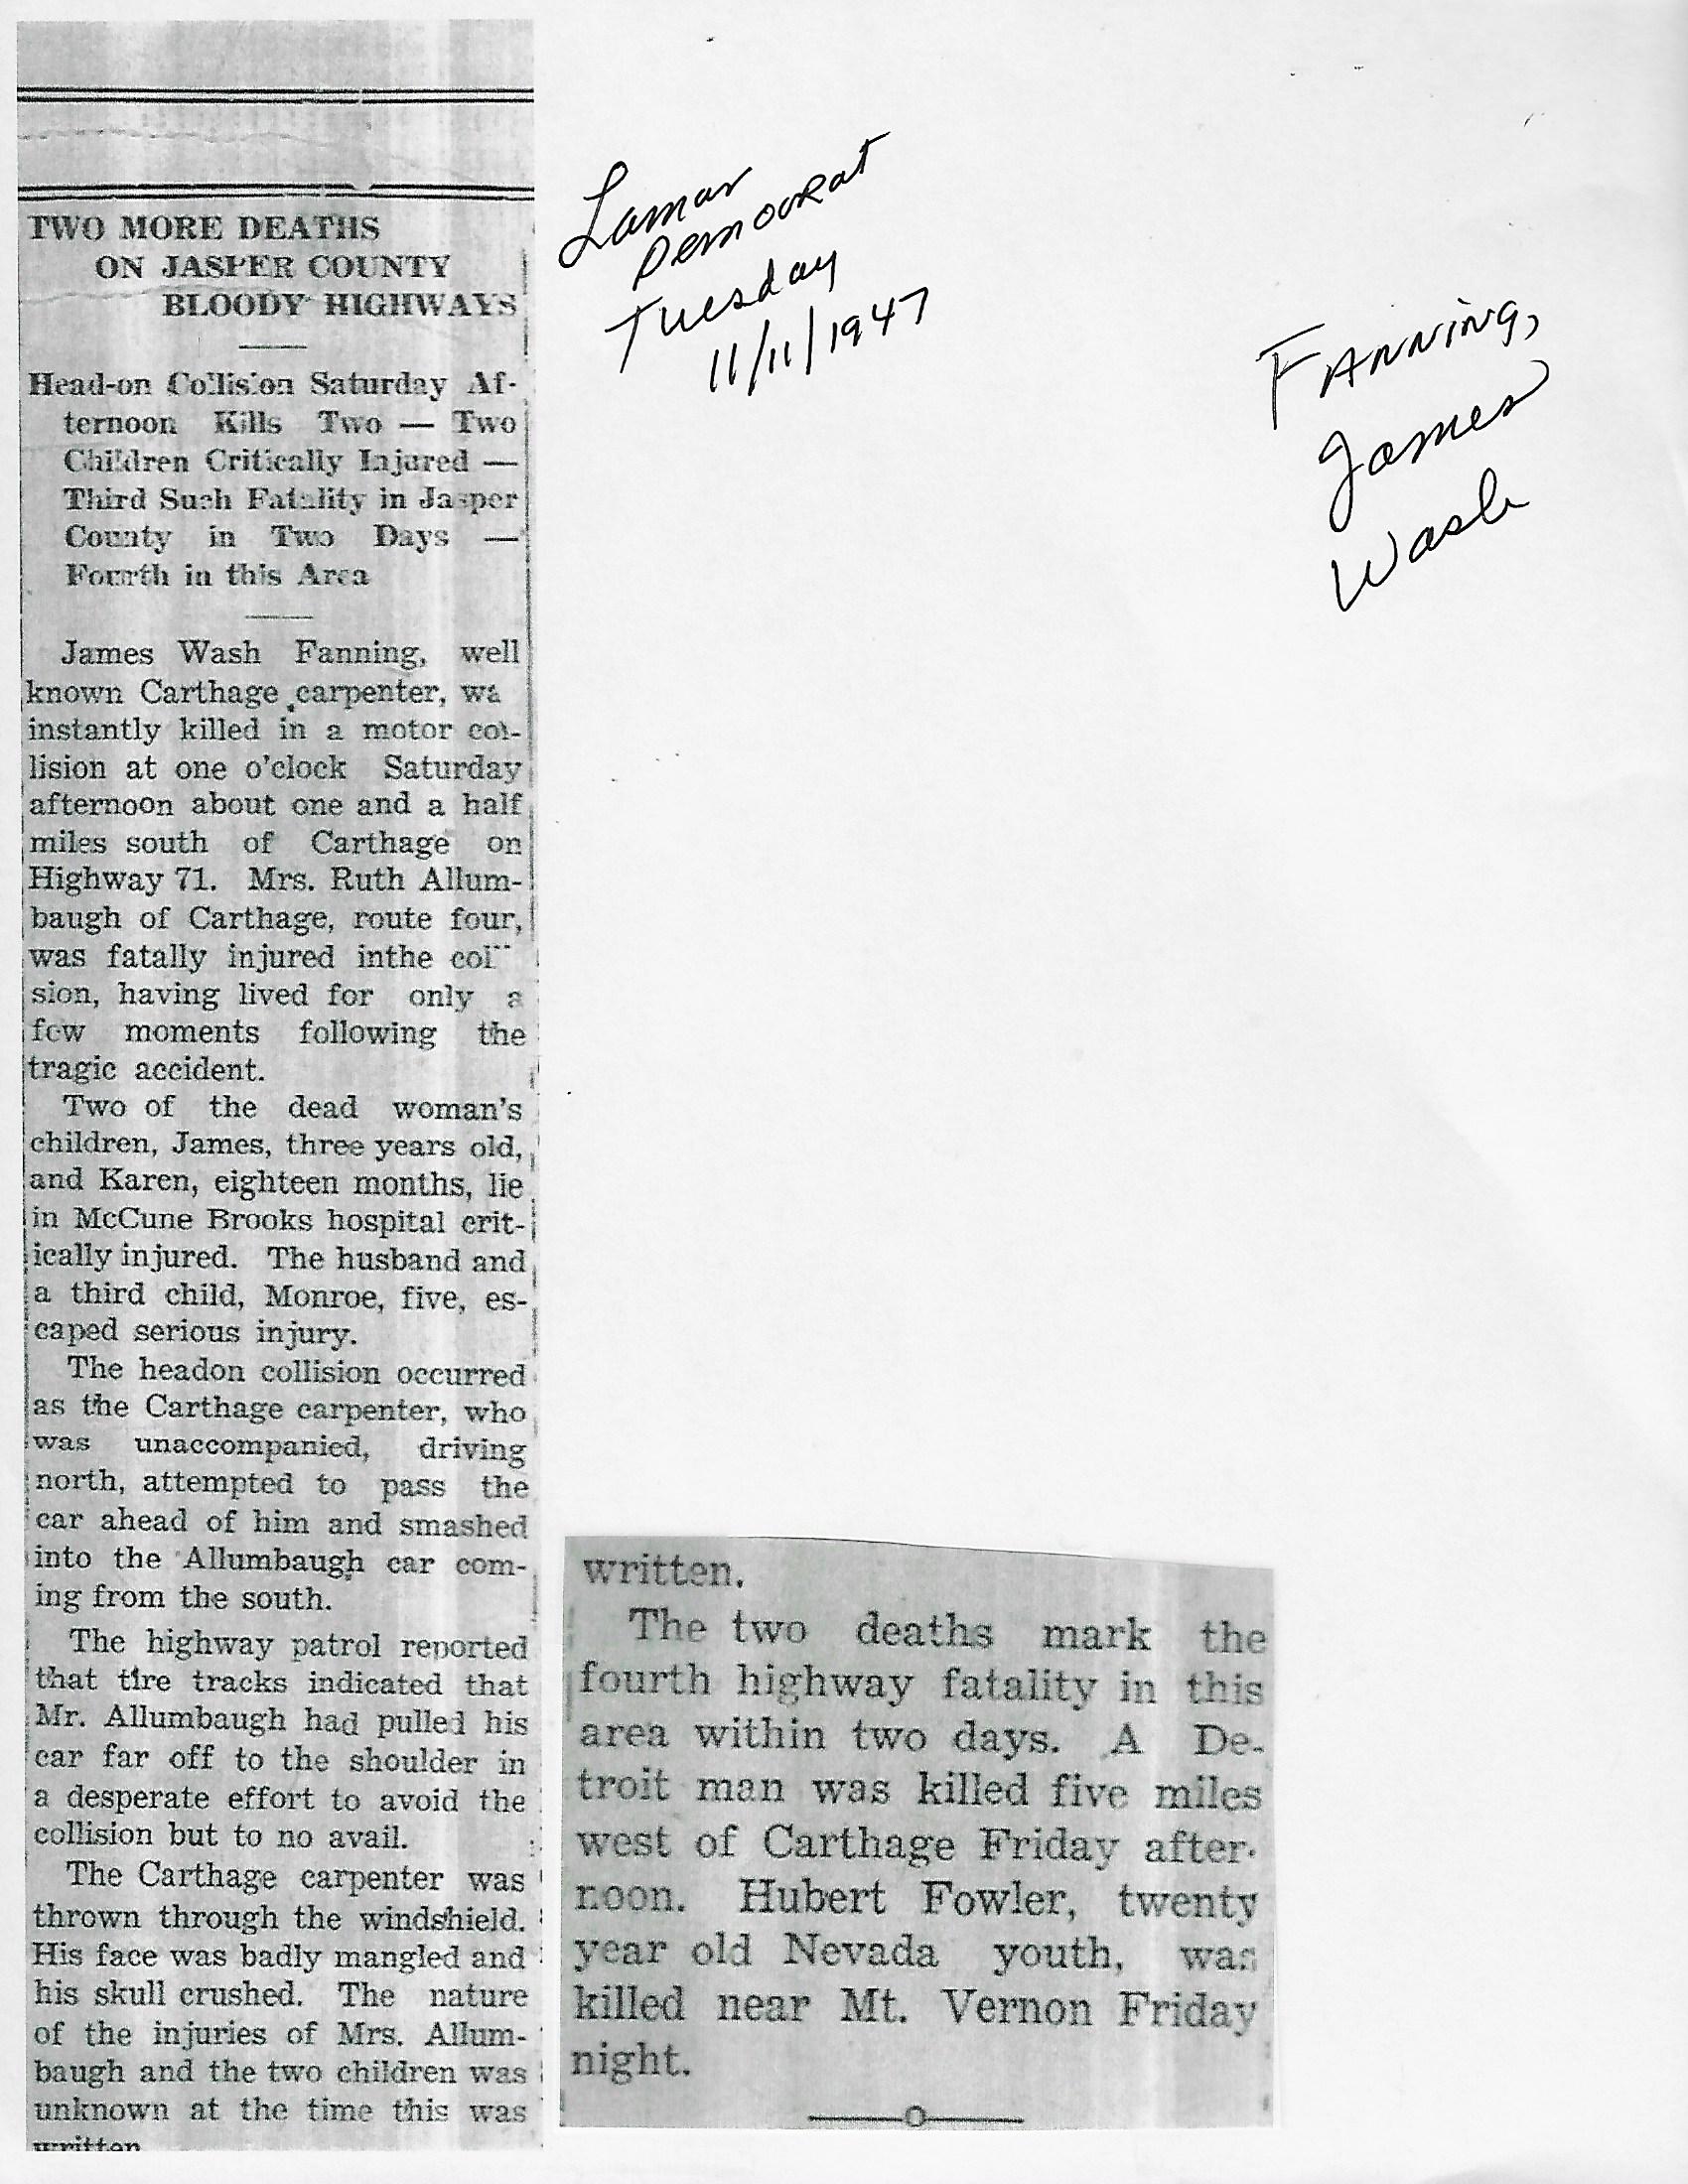 TWO MORE DEATHS
ON JASPER COUNTY
BLOODY HIGHWAYS
Head-on Collision Saturday Af-
ternoon Kills Two — Two
Children Critically Injured —
Third Such Fatality in Jasper
County in Two Days —
Fourth in this Area
James Wash Fanning, well
known Carthage carpenter, wa
instantly killed in a motor col-
lision at one o'clock Saturday
afternoon about one and a half
miles south of Carthage on
Highway 71. Mrs. Ruth Allum-
baugh of Carthage, route four,
was fatally injured inthe col
sion, having lived for only a
few moments following the
tragic accident.
Two of the dead woman's
children, James, three years old,
and Karen, eighteen months, lie
in McCune Brooks hospital crit-
ically injured. The husband and
a third child, Monroe, five, es-
caped serious injury.
The headon collision occurred
as the Carthage carpenter, who
was unaccompanied, driving
north, attempted to pass the
car ahead of him and smashed
into the Allumbaugh car com-
ing from the south.
The highway patrol reported
that tire tracks indicated that
Mr. Allumbaugh had pulled his
car far off to the shoulder in
a desperate effort to avoid the
collision but to no avail.
The Carthage carpenter was
thrown through the windshield.
His face was badly mangled and
his skull crushed. The nature
of the injuries of Mrs. Allum-
baugh and the two children was
unknown at the time this was
written
Lamar
Democrat
Tuesday
11/11/1947
Fanning,
James
Wash
written.
The two deaths mark the
fourth highway fatality in this
area within two days. A De-
troit man was killed five miles
west of Carthage Friday after-
noon. Hubert Fowler, twenty
year old Nevada youth, was
killed near Mt. Vernon Friday
night.